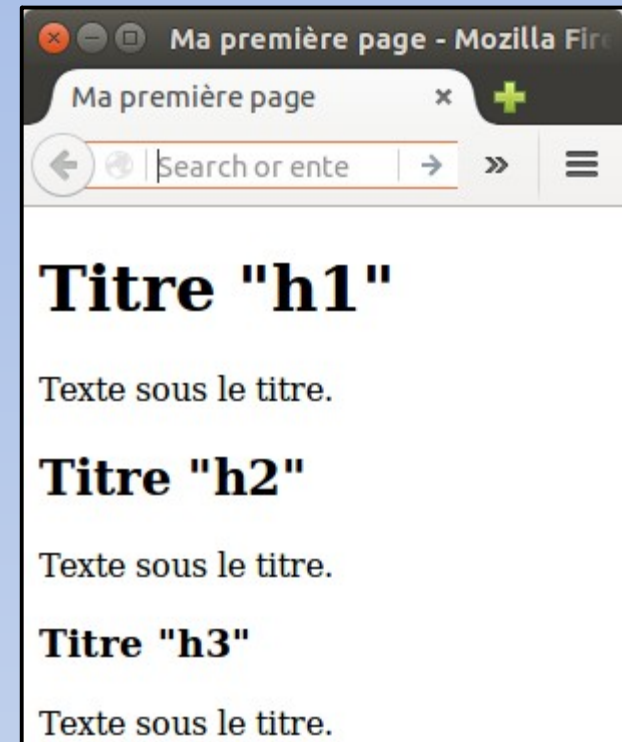 Ma première page - Mozilla Fire
Ma première page
Search or ente
Titre "h1"
Texte sous le titre.
Titre "h2"
Texte sous le titre.
Titre "h3"
Texte sous le titre.